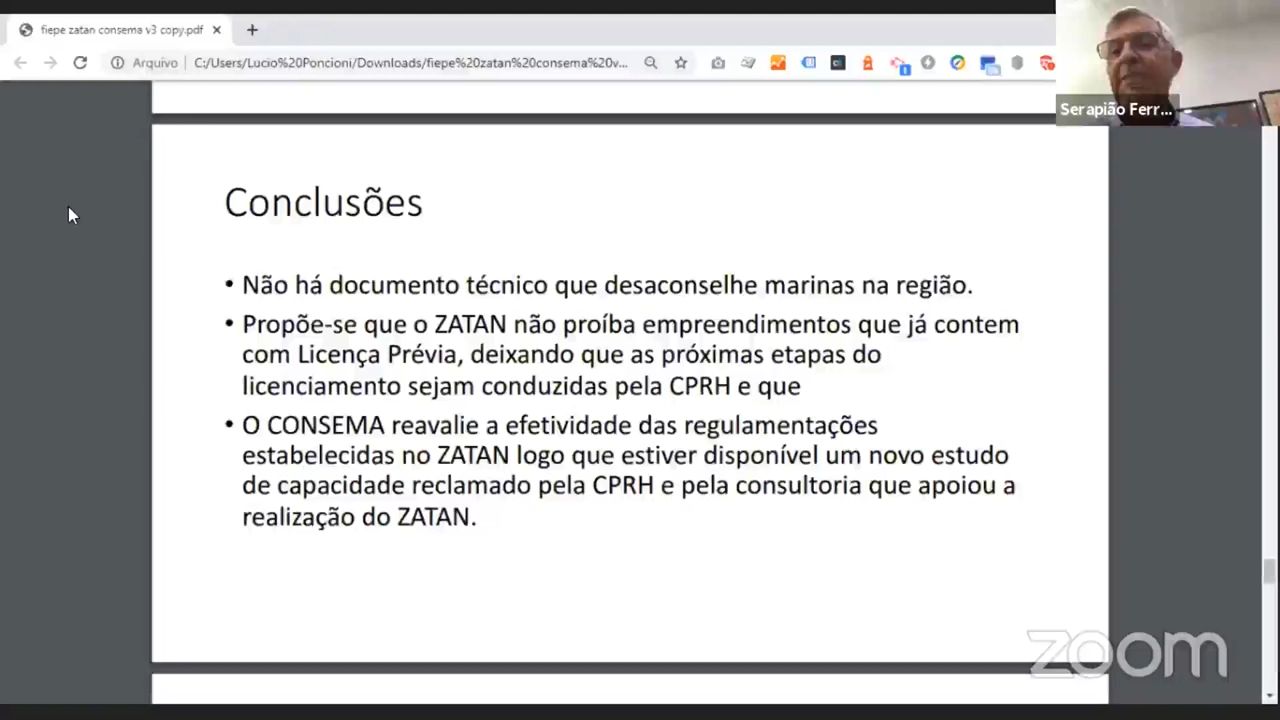 fiepe zatan consema v3 copy.pdf
Arquivo
C:/Users/Lucio%20Poncioni/Downloads/fiepe%20zatan%20consema%20v...
Serapião Ferr...
Conclusões
• Não há documento técnico que desaconselhe marinas na região.
• Propõe-se que o ZATAN não proíba empreendimentos que já contem
com Licença Prévia, deixando que as próximas etapas do
licenciamento sejam conduzidas pela CPRH e que
• O CONSEMA reavalie a efetividade das regulamentações
estabelecidas no ZATAN logo que estiver disponível um novo estudo
de capacidade reclamado pela CPRH e pela consultoria que apoiou a
realização do ZATAN.
zoom